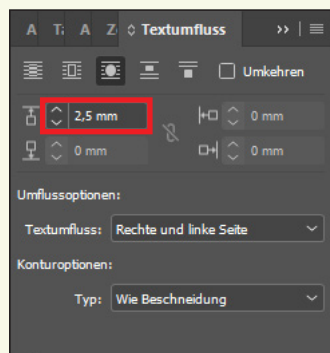 A T A Z Textumfluss
Umkehren
2,5 mm 0 mm
0 mm 0 mm
Umflussoptionen:
Textumfluss: Rechte und linke Seite
Konturoptionen:
Typ: Wie Beschneidung